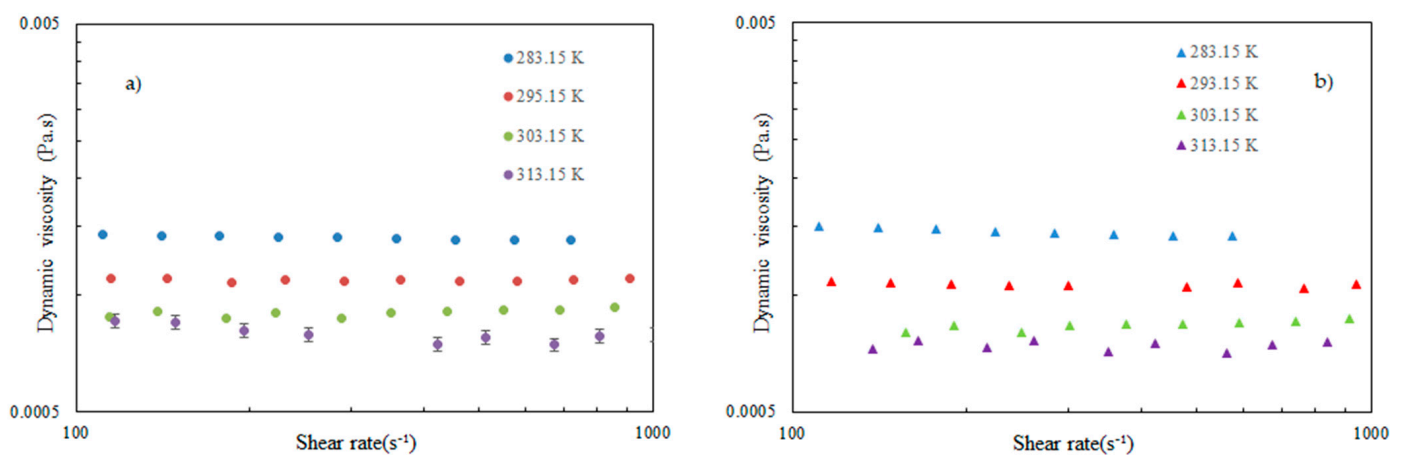 0.005
283.15 K
a)
295.15 K
303.15 K
313.15 K
Dynamic viscosity (Pa.s)
0.0005
100
1000
Shear rate(s⁻¹)
0.005
283.15 K
b)
293.15 K
303.15 K
313.15 K
Dynamic viscosity (Pa.s)
0.0005
100
1000
Shear rate(s⁻¹)